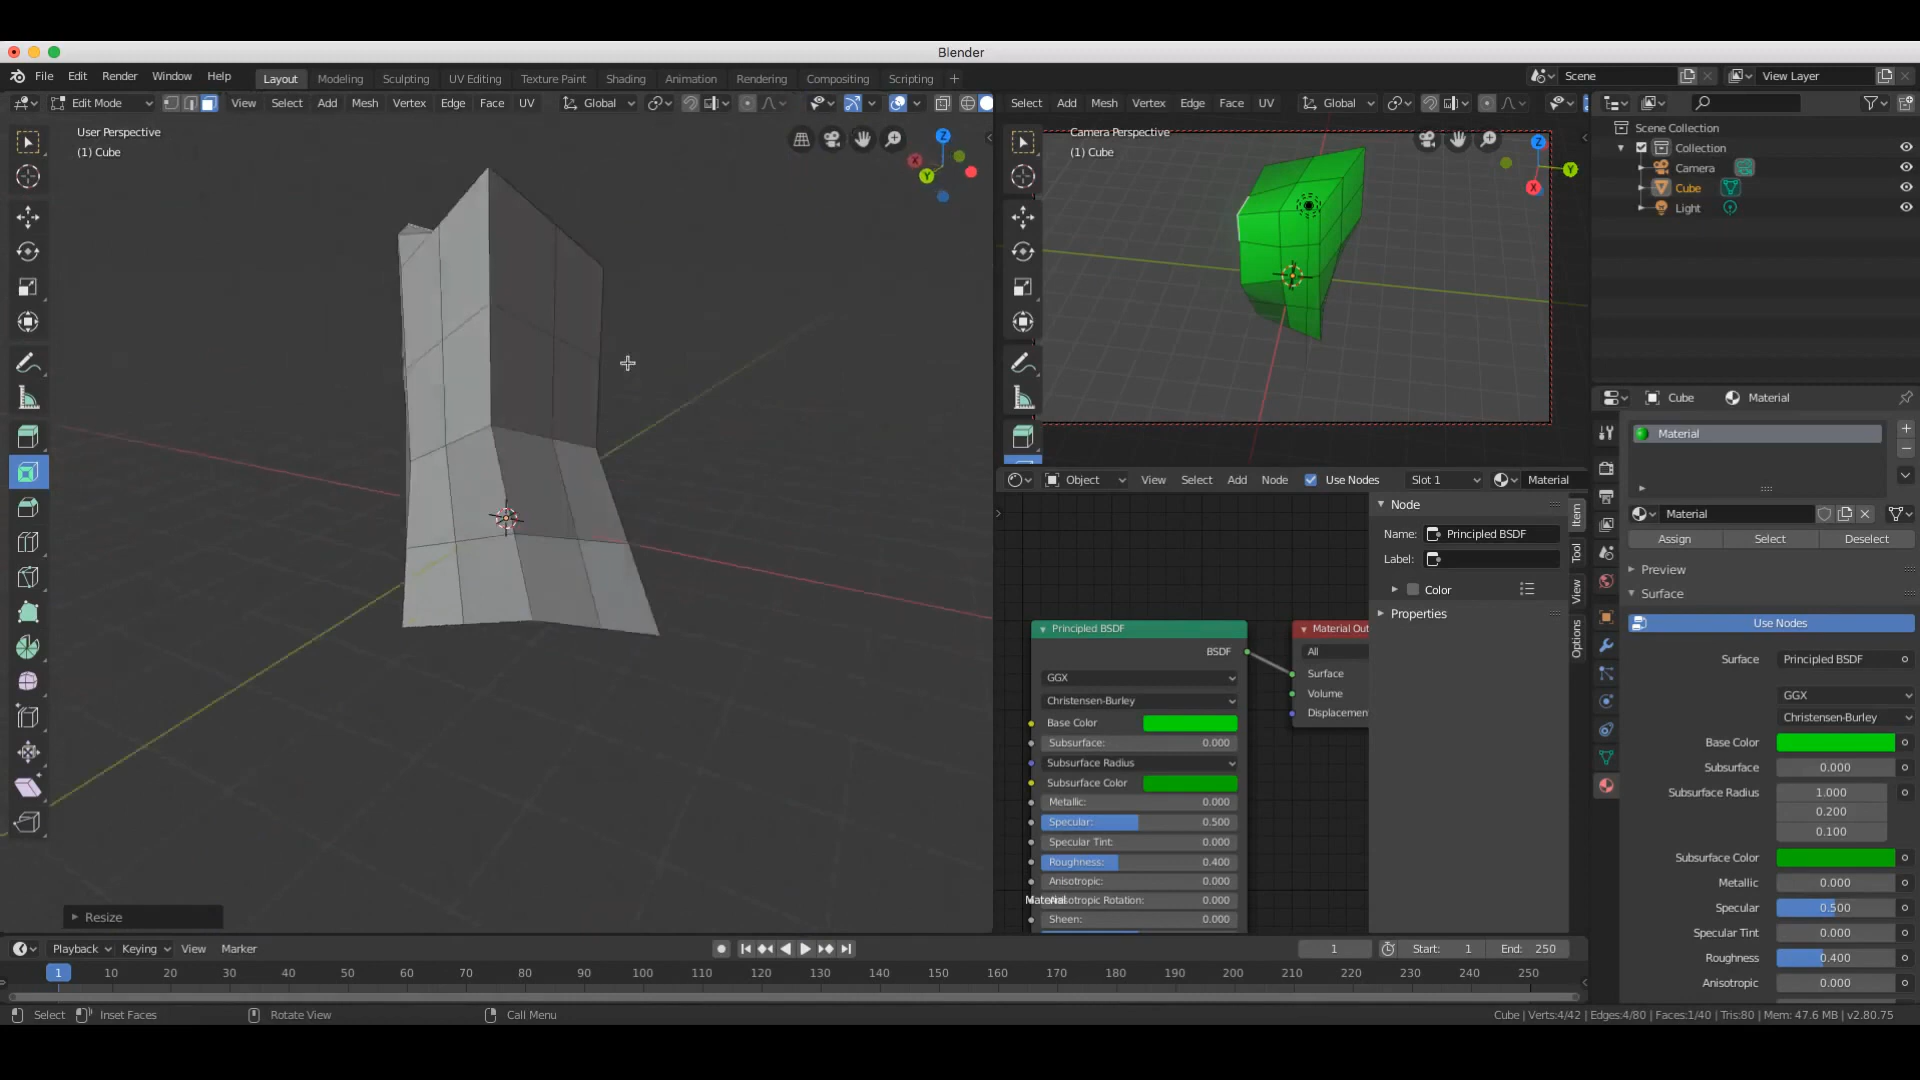 Blender
File Edit Render Window Help Layout Modeling Sculpting UV Editing Texture Paint Shading Animation Rendering Compositing Scripting + Scene View Layer
Edit Mode View Select Add Mesh Vertex Edge Face UV Global
Select Add Mesh Vertex Edge Face UV Global
User Perspective
(1) Cube
X Y Z
Camera Perspective
(1) Cube
Z Y X
Scene Collection
Collection
Camera
Cube
Light
Cube Material
Material
Object View Select Add Node Use Nodes Slot 1 Material
Node
Name: Principled BSDF
Label:
Color
Properties
Item
Tool
View
Options
Principled BSDF
BSDF
GGX
Christensen-Burley
Base Color
Subsurface: 0.000
Subsurface Radius
Subsurface Color
Metallic: 0.000
Specular: 0.500
Specular Tint: 0.000
Roughness: 0.400
Anisotropic: 0.000
Anisotropic Rotation: 0.000
Sheen: 0.000
Material
Material Out
All
Surface
Volume
Displacemen
Material
Assign Select Deselect
Preview
Surface
Use Nodes
Surface Principled BSDF
GGX
Christensen-Burley
Base Color
Subsurface 0.000
Subsurface Radius 1.000
0.200
0.100
Subsurface Color
Metallic 0.000
Specular 0.500
Specular Tint 0.000
Roughness 0.400
Anisotropic 0.000
Resize
Playback Keying View Marker 1 Start: 1 End: 250
1 10 20 30 40 50 60 70 80 90 100 110 120 130 140 150 160 170 180 190 200 210 220 230 240 250
Select Inset Faces Rotate View Call Menu Cube | Verts:4/42 | Edges:4/80 | Faces:1/40 | Tris:80 | Mem: 47.6 MB | v2.80.75